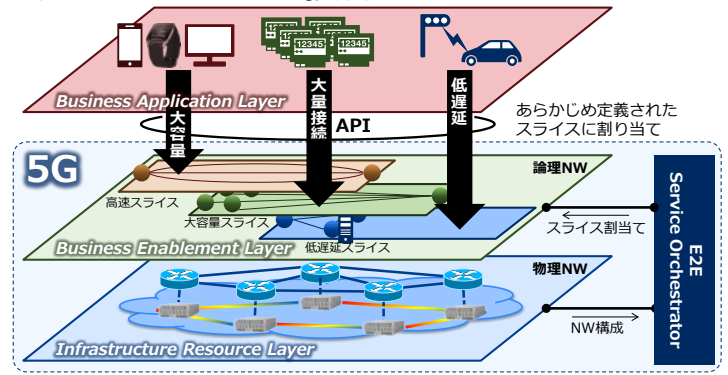 12345
12345
12345
12345
12345
大容量
大量接続
低遅延
Business Application Layer
API
あらかじめ定義された
スライスに割り当て
5G
論理NW
高速スライス
大容量スライス
低遅延スライス
Business Enablement Layer
スライス割当て
E2E
Service Orchestrator
物理NW
NW構成
Infrastructure Resource Layer